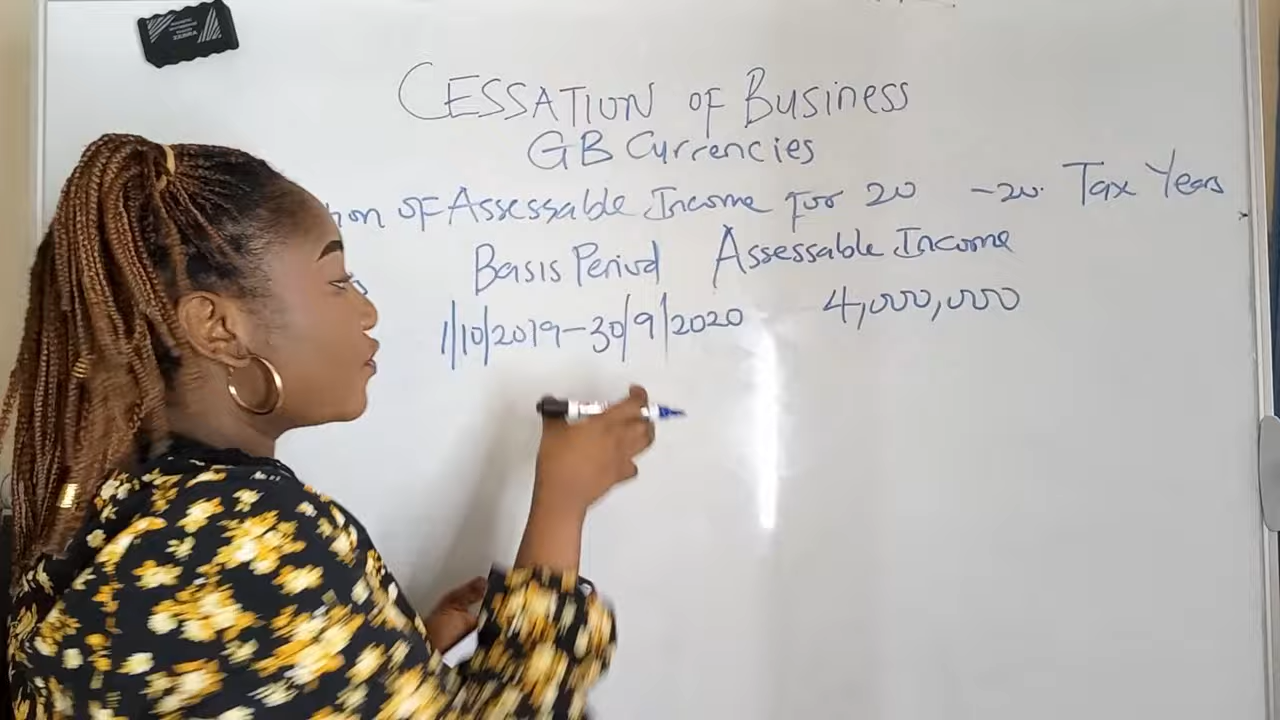 CESSATION OF BUSINESS
GB Currencies
OF Assessable Income for 20 -20 Tax Years
Basis Period Assessable Income
1/10/2019-30/9/2020 4,000,000
ZEBRA